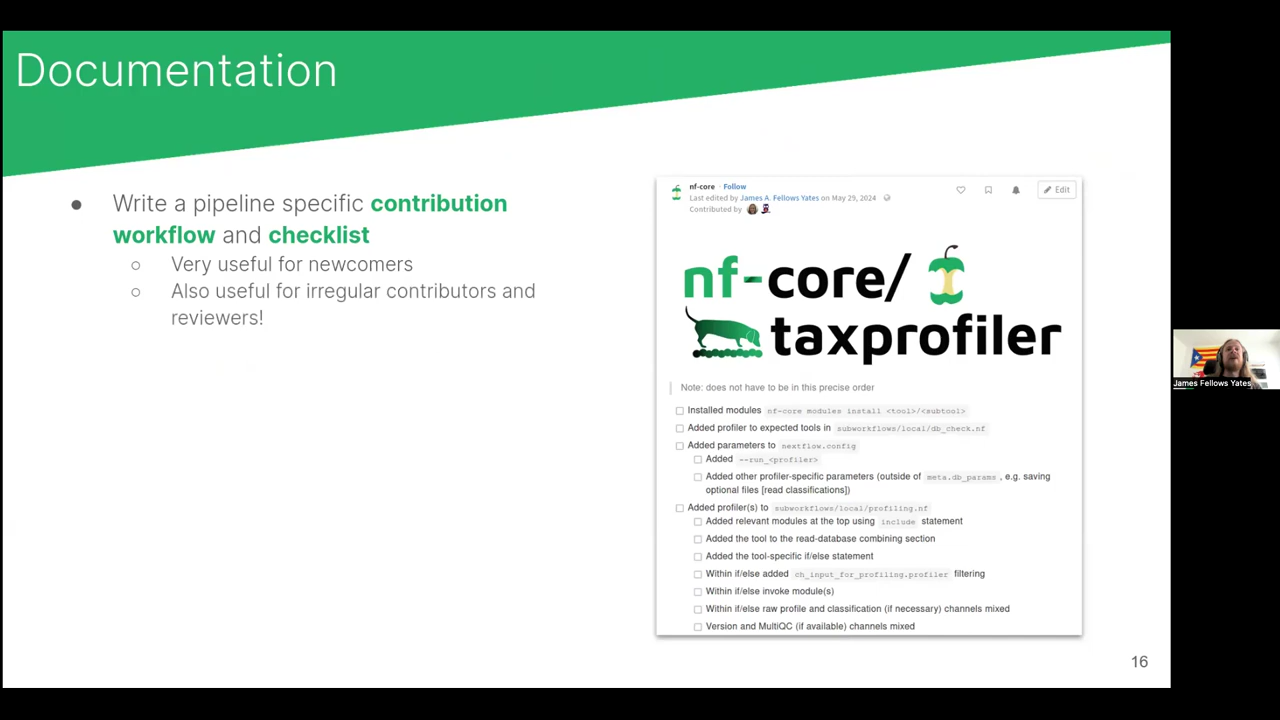 Documentation
● Write a pipeline specific contribution
workflow and checklist
○ Very useful for newcomers
○ Also useful for irregular contributors and
reviewers!
nf-core · Follow
Last edited by James A. Fellows Yates on May 29, 2024
Contributed by
Edit
nf-core/
taxprofiler
Note: does not have to be in this precise order
Installed modules nf-core modules install <tool>/<subtool>
Added profiler to expected tools in subworkflows/local/db_check.nf
Added parameters to nextflow.config
Added --run_<profiler>
Added other profiler-specific parameters (outside of meta.db_params, e.g. saving
optional files [read classifications])
Added profiler(s) to subworkflows/local/profiling.nf
Added relevant modules at the top using include statement
Added the tool to the read-database combining section
Added the tool-specific if/else statement
Within if/else added ch_input_for_profiling.profiler filtering
Within if/else invoke module(s)
Within if/else raw profile and classification (if necessary) channels mixed
Version and MultiQC (if available) channels mixed
16
James Fellows Yates